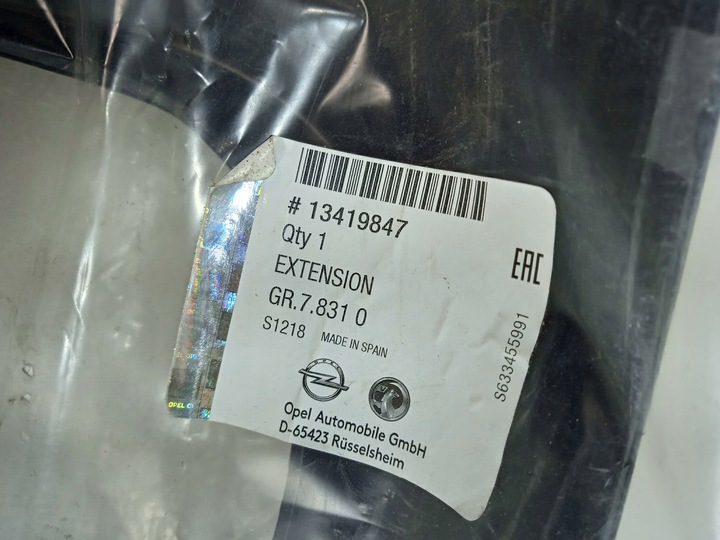 # 13419847
Qty 1
EXTENSION
GR.7.831 0
S1218 MADE IN SPAIN
Opel Automobile GmbH
D-65423 Rüsselsheim
EAC
S633455991
OPEL